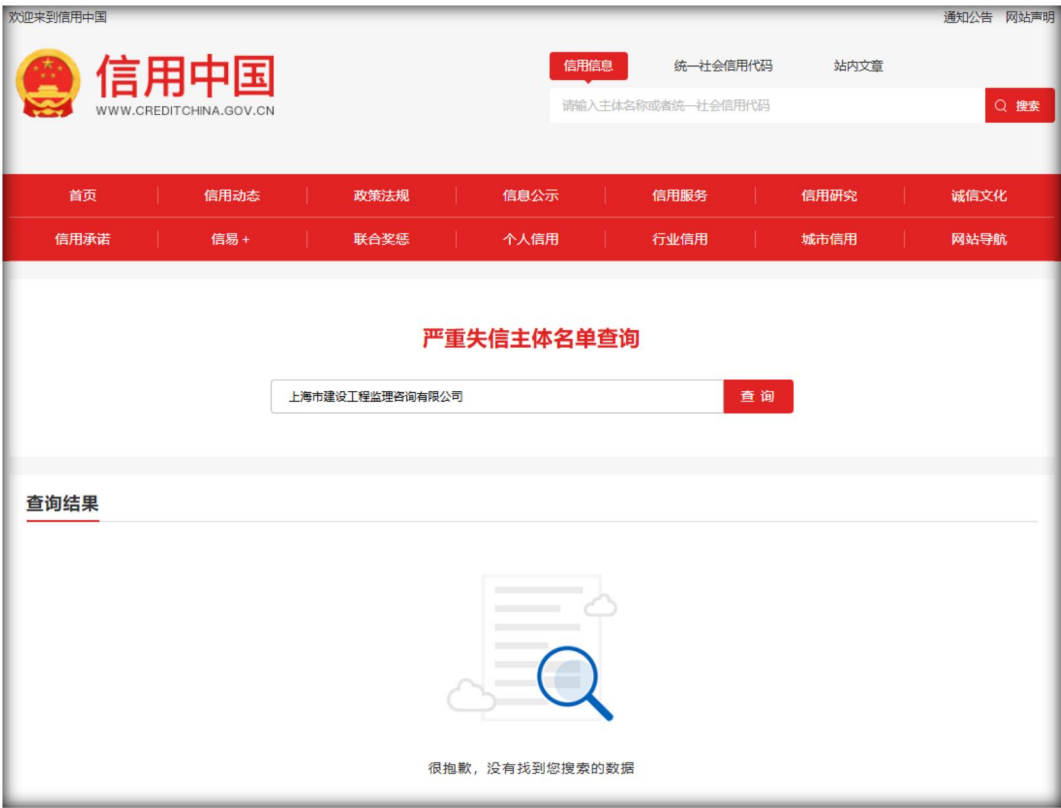 欢迎来到信用中国
通知公告 网站声明
信用中国
WWW.CREDITCHINA.GOV.CN
信用信息 统一社会信用代码 站内文章
请输入主体名称或者统一社会信用代码
搜索
首页 信用动态 政策法规 信息公示 信用服务 信用研究 诚信文化
信用承诺 信易+ 联合奖惩 个人信用 行业信用 城市信用 网站导航
严重失信主体名单查询
上海市建设工程监理咨询有限公司
查询
查询结果
很抱歉，没有找到您搜索的数据